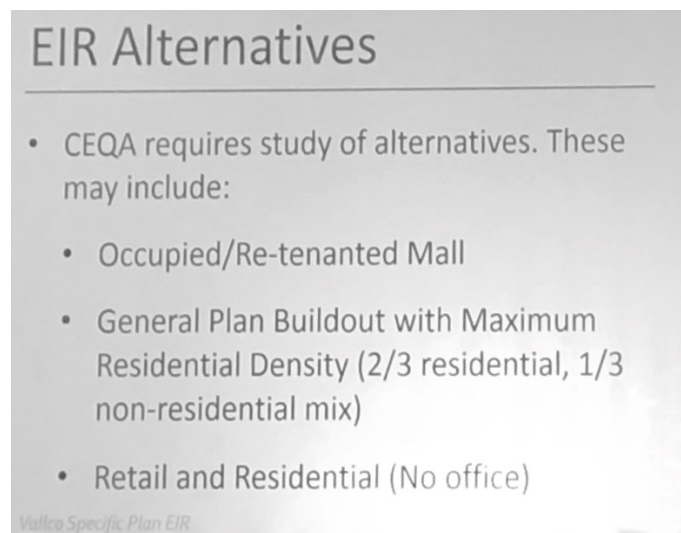 EIR Alternatives
• CEQA requires study of alternatives. These
may include:
• Occupied/Re-tenanted Mall
• General Plan Buildout with Maximum
Residential Density (2/3 residential, 1/3
non-residential mix)
• Retail and Residential (No office)
Vallco Specific Plan EIR